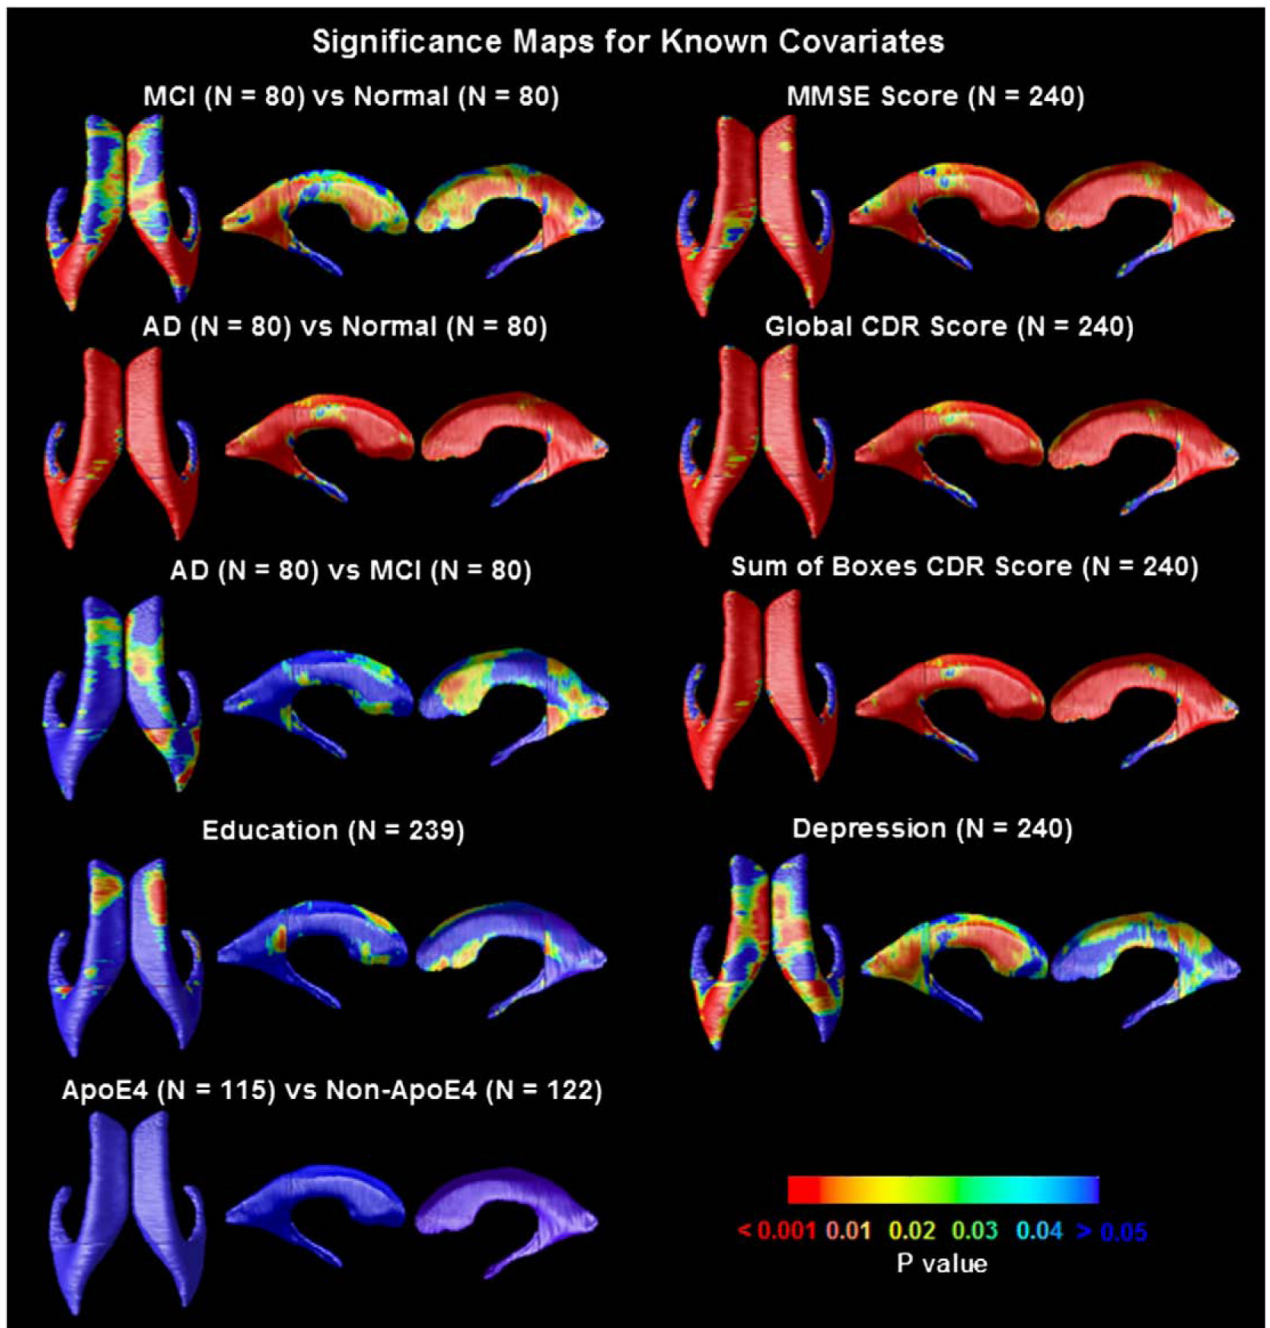 Significance Maps for Known Covariates
MCI (N = 80) vs Normal (N = 80)
MMSE Score (N = 240)
AD (N = 80) vs Normal (N = 80)
Global CDR Score (N = 240)
AD (N = 80) vs MCI (N = 80)
Sum of Boxes CDR Score (N = 240)
Education (N = 239)
Depression (N = 240)
ApoE4 (N = 115) vs Non-ApoE4 (N = 122)
< 0.001 0.01 0.02 0.03 0.04 > 0.05
P value